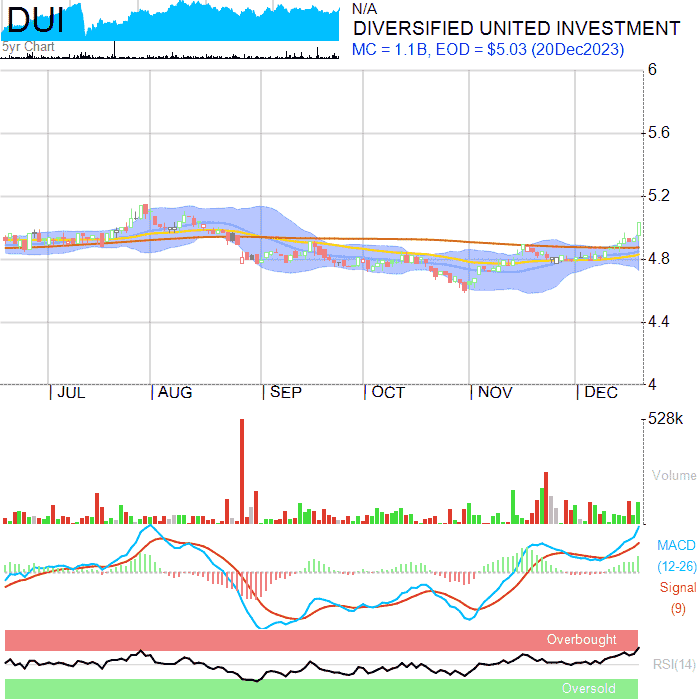 DUI
5yr Chart
N/A
DIVERSIFIED UNITED INVESTMENT
MC = 1.1B, EOD = $5.03 (20Dec2023)
6
5.6
5.2
4.8
4.4
4
JUL AUG SEP OCT NOV DEC
528k
Volume
MACD
(12-26)
Signal
(9)
Overbought
RSI(14)
Oversold